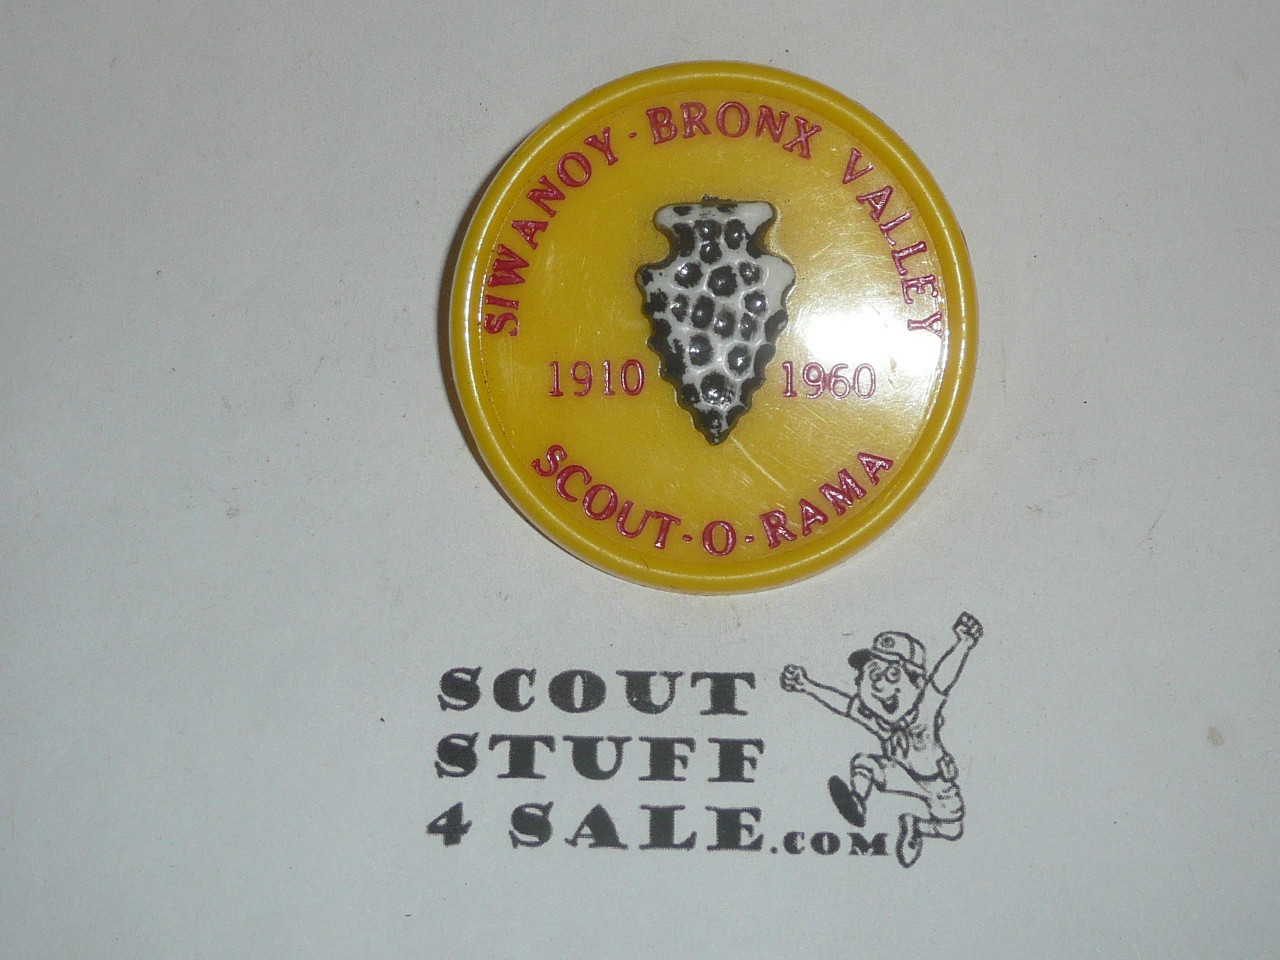 SIWANOY - BRONX VALLEY
1910 1960
SCOUT-O-RAMA
SCOUT
STUFF
4 SALE.COM